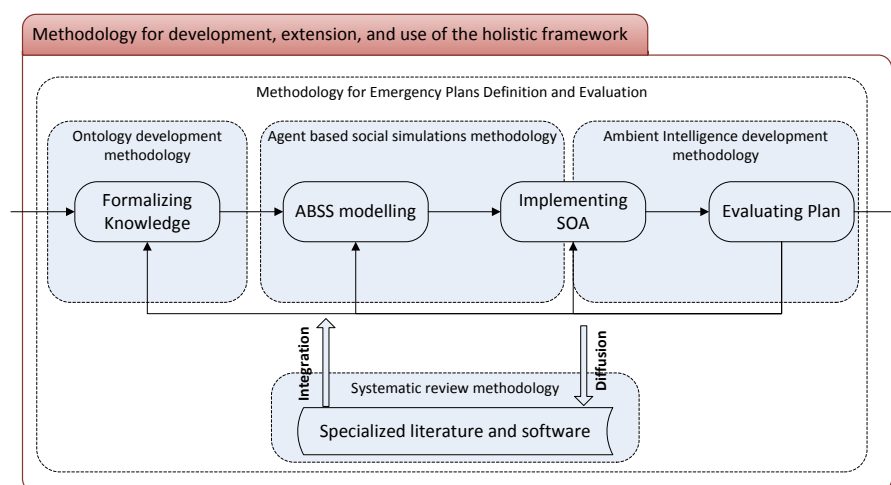 Methodology for development, extension, and use of the holistic framework
Methodology for Emergency Plans Definition and Evaluation
Ontology development
methodology
Agent based social simulations methodology
Ambient Intelligence development
methodology
Formalizing
Knowledge
ABSS modelling
Implementing
SOA
Evaluating Plan
Integration
Diffusion
Systematic review methodology
Specialized literature and software